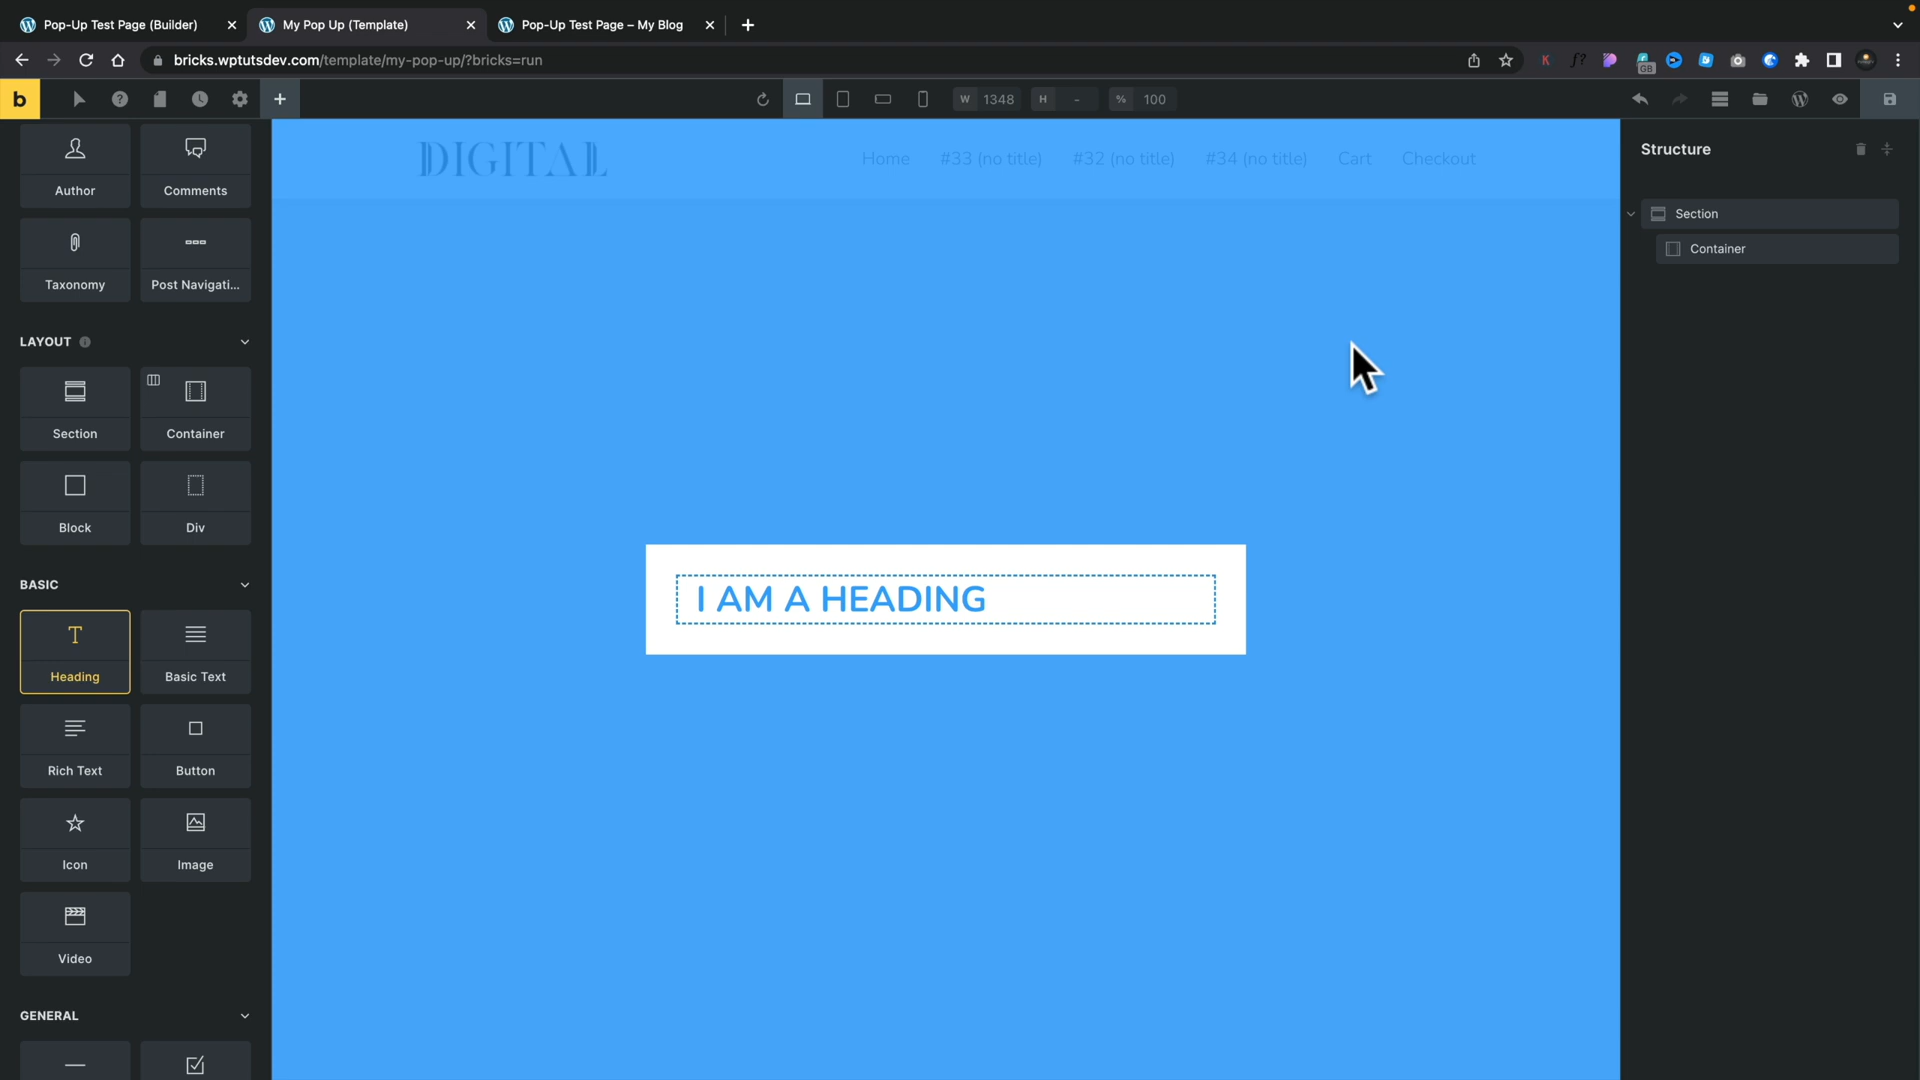 Pop-Up Test Page (Builder)
My Pop Up (Template)
Pop-Up Test Page – My Blog
bricks.wptutsdev.com/template/my-pop-up/?bricks=run
K
f?
GB
b
W 1348
H -
% 100
Author
Comments
Taxonomy
Post Navigati...
LAYOUT
Section
Container
Block
Div
BASIC
Heading
Basic Text
Rich Text
Button
Icon
Image
Video
GENERAL
DIGITAL
Home
#33 (no title)
#32 (no title)
#34 (no title)
Cart
Checkout
I AM A HEADING
Structure
Section
Container